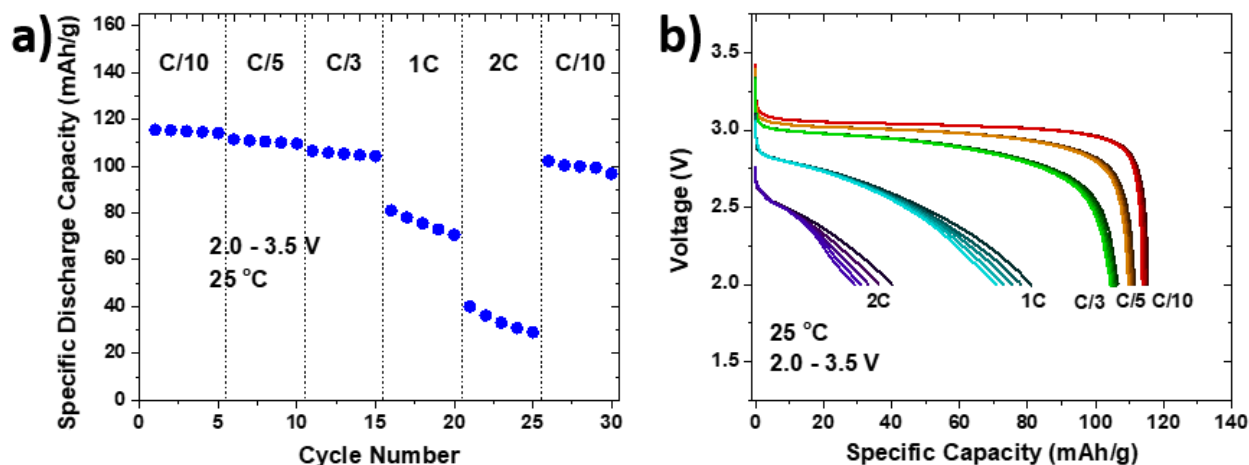 a)
Specific Discharge Capacity (mAh/g)
160
140
120
100
80
60
40
20
0
C/10
C/5
C/3
1C
2C
C/10
2.0 - 3.5 V
25 °C
0
5
10
15
20
25
30
Cycle Number
b)
Voltage (V)
3.5
3.0
2.5
2.0
1.5
2C
1C
C/3
C/5
C/10
25 °C
2.0 - 3.5 V
0
20
40
60
80
100
120
140
Specific Capacity (mAh/g)